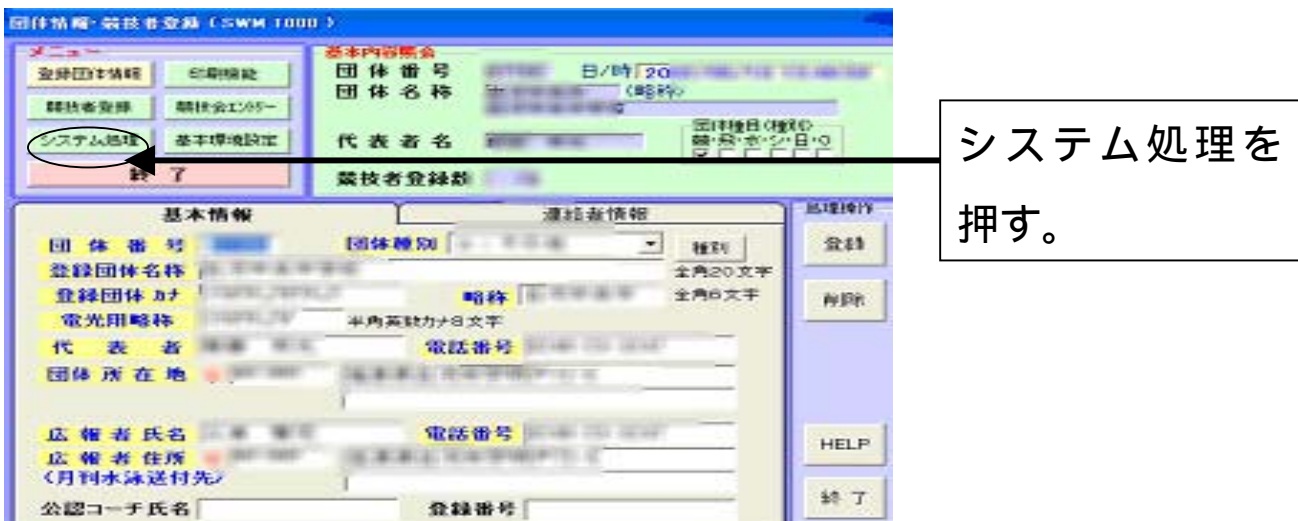 団体情報・競技者登録 (SWM 1000)
メニュー
登録団体情報 印刷機能
競技者登録 競技会エントリー
システム処理 基本環境設定
終 了
基本内容照会
団体番号 日/時 20
団体名称 (略称)
団体種目(種別)
代表者名 競・飛・水・シ・日・O
競技者登録数
システム処理を
押す。
基本情報 連絡者情報 処理操作
団体番号 団体種別 種別 登録
登録団体名称 全角20文字
登録団体カナ 略称 全角6文字 削除
電光用略称 半角英数カナ8文字
代表者 電話番号
団体所在地
広報者氏名 電話番号 HELP
広報者住所
(月刊水泳送付先)
公認コーチ氏名 登録番号 終 了